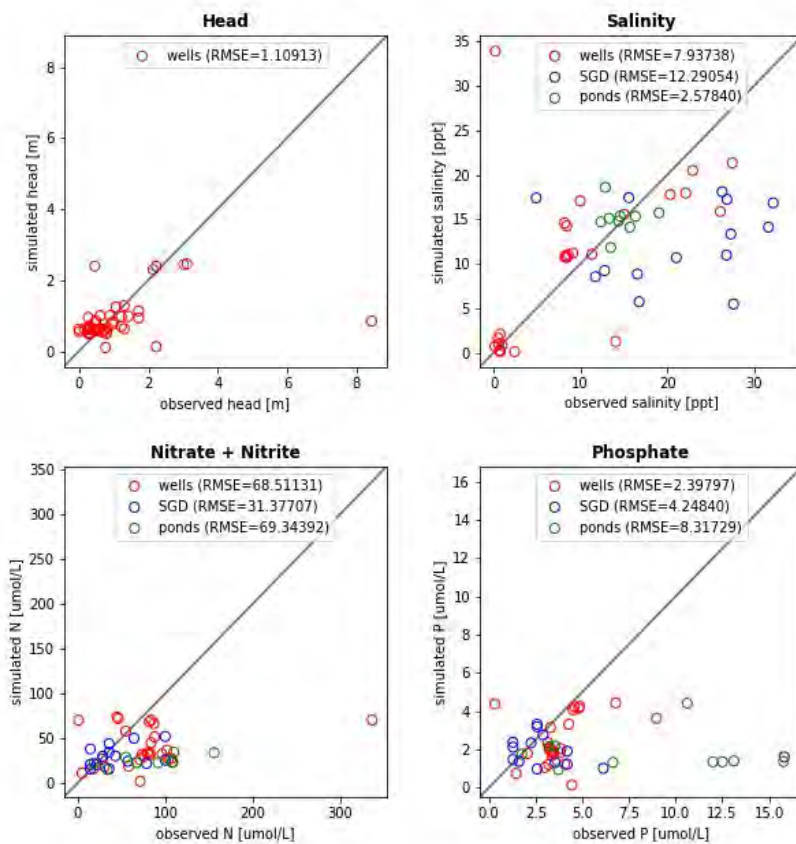 Head
8
6
4
2
0
simulated head [m]
wells (RMSE=1.10913)
0 2 4 6 8
observed head [m]
Salinity
35
30
25
20
15
10
5
0
simulated salinity [ppt]
wells (RMSE=7.93738)
SGD (RMSE=12.29054)
ponds (RMSE=2.57840)
0 10 20 30
observed salinity [ppt]
Nitrate + Nitrite
350
300
250
200
150
100
50
0
simulated N [umol/L]
wells (RMSE=68.51131)
SGD (RMSE=31.37707)
ponds (RMSE=69.34392)
0 100 200 300
observed N [umol/L]
Phosphate
16
14
12
10
8
6
4
2
0
simulated P [umol/L]
wells (RMSE=2.39797)
SGD (RMSE=4.24840)
ponds (RMSE=8.31729)
0.0 2.5 5.0 7.5 10.0 12.5 15.0
observed P [umol/L]